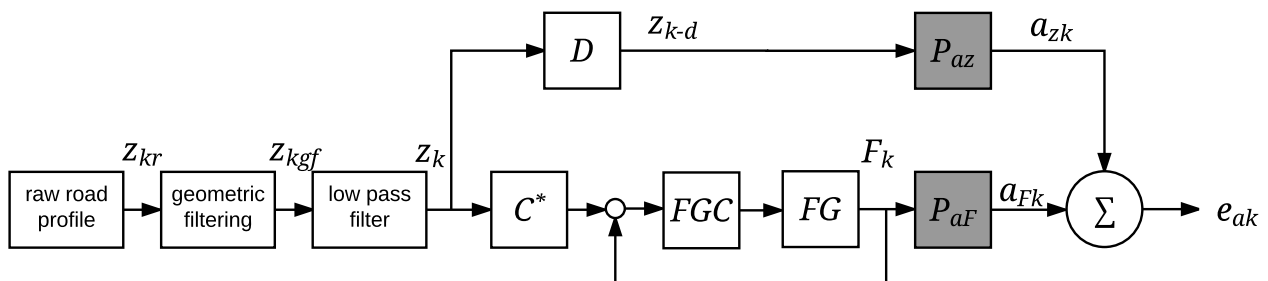 D
z_{k-d}
P_{az}
a_{zk}
raw road
profile
z_{kr}
geometric
filtering
z_{kgf}
low pass
filter
z_k
C^*
FGC
FG
F_k
P_{aF}
a_{Fk}
Σ
e_{ak}